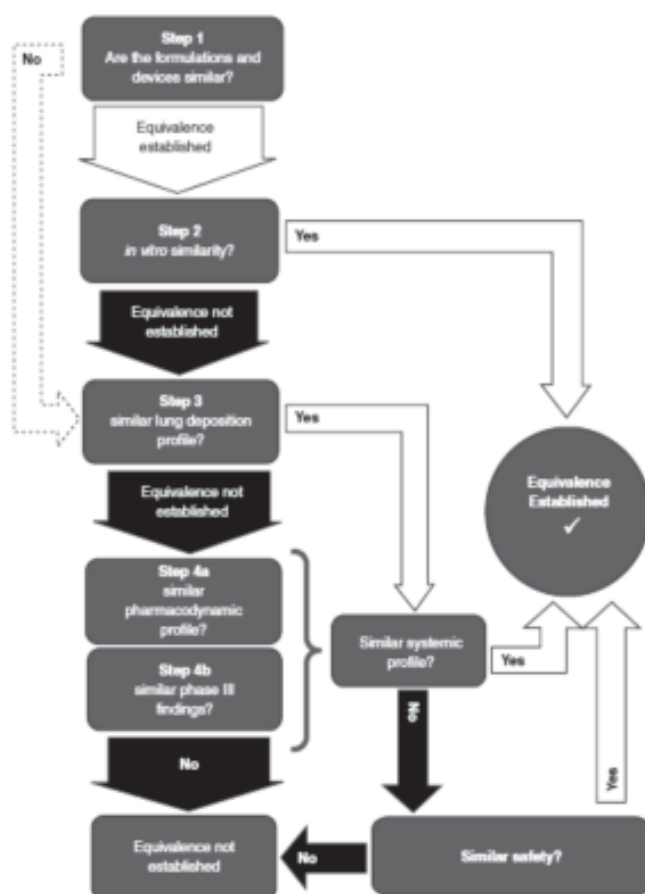 Step 1
Are the formulations and
devices similar?
No
Equivalence
established
Step 2
in vitro similarity?
Yes
Equivalence not
established
Step 3
similar lung deposition
profile?
Yes
Equivalence
Established
✓
Equivalence not
established
Step 4a
similar
pharmacodynamic
profile?
Similar systemic
profile?
Yes
Step 4b
similar phase III
findings?
No
No
Yes
Equivalence not
established
No
Similar safety?